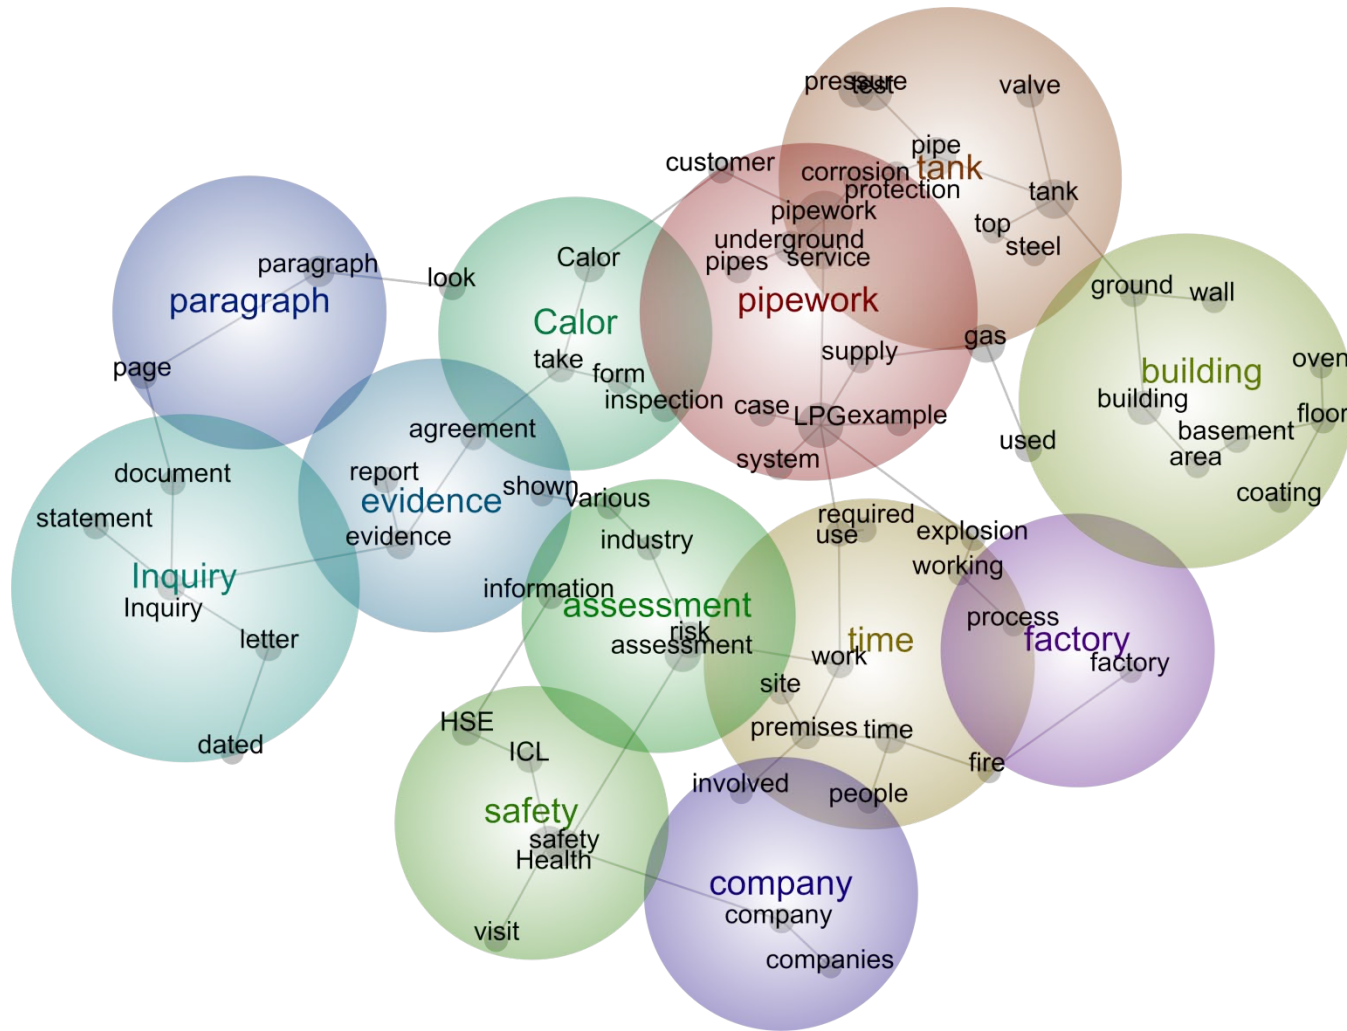 pressure
test
valve
pipe
tank
customer
corrosion
protection
tank
pipework
top
steel
underground
service
pipes
Calor
paragraph
look
ground
wall
paragraph
pipework
Calor
gas
supply
take
form
inspection
page
building
oven
building
case
LPG
example
floor
basement
area
used
agreement
system
document
report
evidence
shown
various
coating
statement
evidence
industry
required
use
explosion
working
Inquiry
Inquiry
information
assessment
risk
assessment
process
time
factory
factory
letter
work
site
HSE
ICL
dated
premises
time
fire
involved
people
safety
safety
Health
company
company
visit
companies